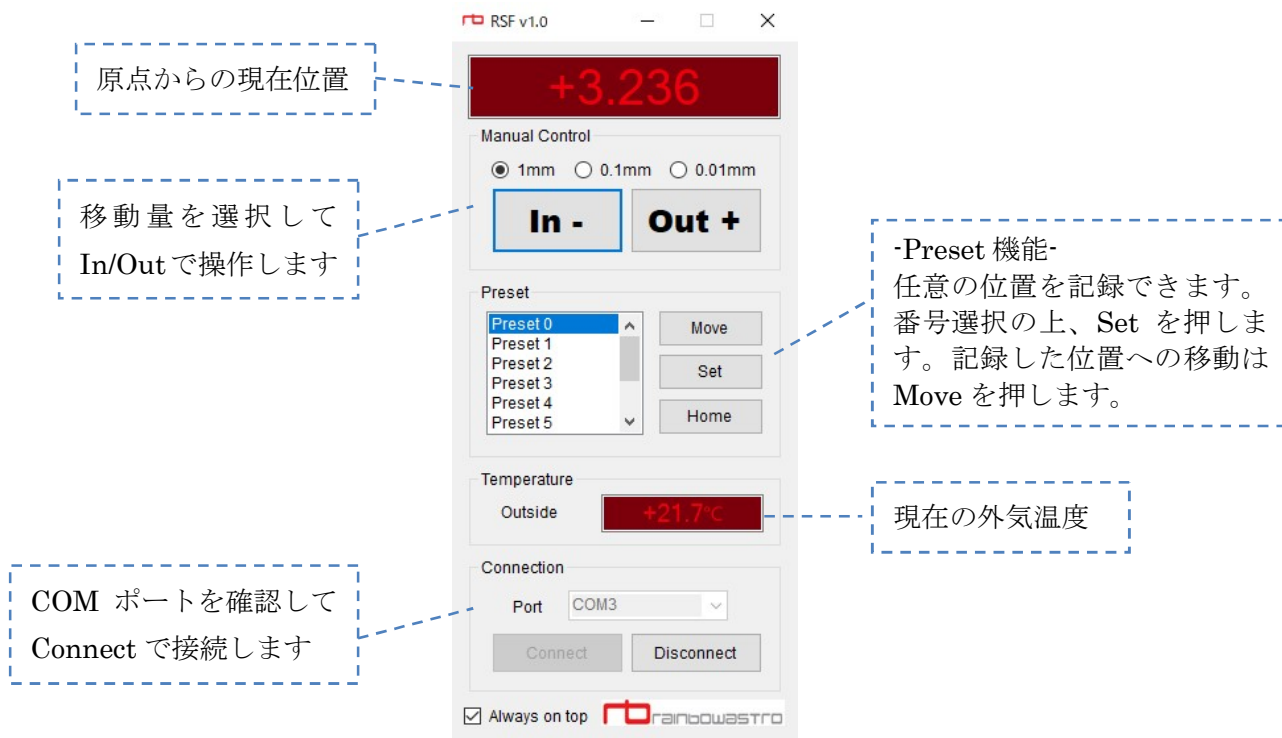 RSF v1.0
原点からの現在位置
+3.236
Manual Control
1mm 0.1mm 0.01mm
In - Out +
移動量を選択して
In/Outで操作します
-Preset 機能-
任意の位置を記録できます。
番号選択の上、Set を押しま
す。記録した位置への移動は
Move を押します。
Preset
Preset 0
Preset 1
Preset 2
Preset 3
Preset 4
Preset 5
Move
Set
Home
Temperature
Outside +21.7℃
現在の外気温度
Connection
Port COM3
Connect Disconnect
COM ポートを確認して
Connect で接続します
Always on top
rb rainbowastro